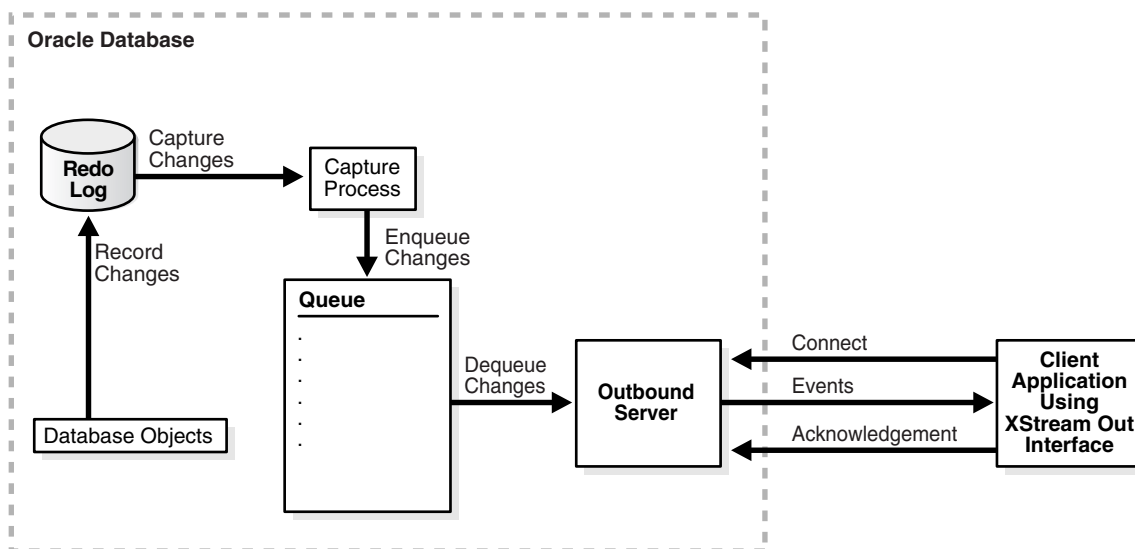 Oracle Database
Redo
Log
Capture
Changes
Capture
Process
Record
Changes
Enqueue
Changes
Queue
Database Objects
Dequeue
Changes
Outbound
Server
Connect
Events
Acknowledgement
Client
Application
Using
XStream Out
Interface